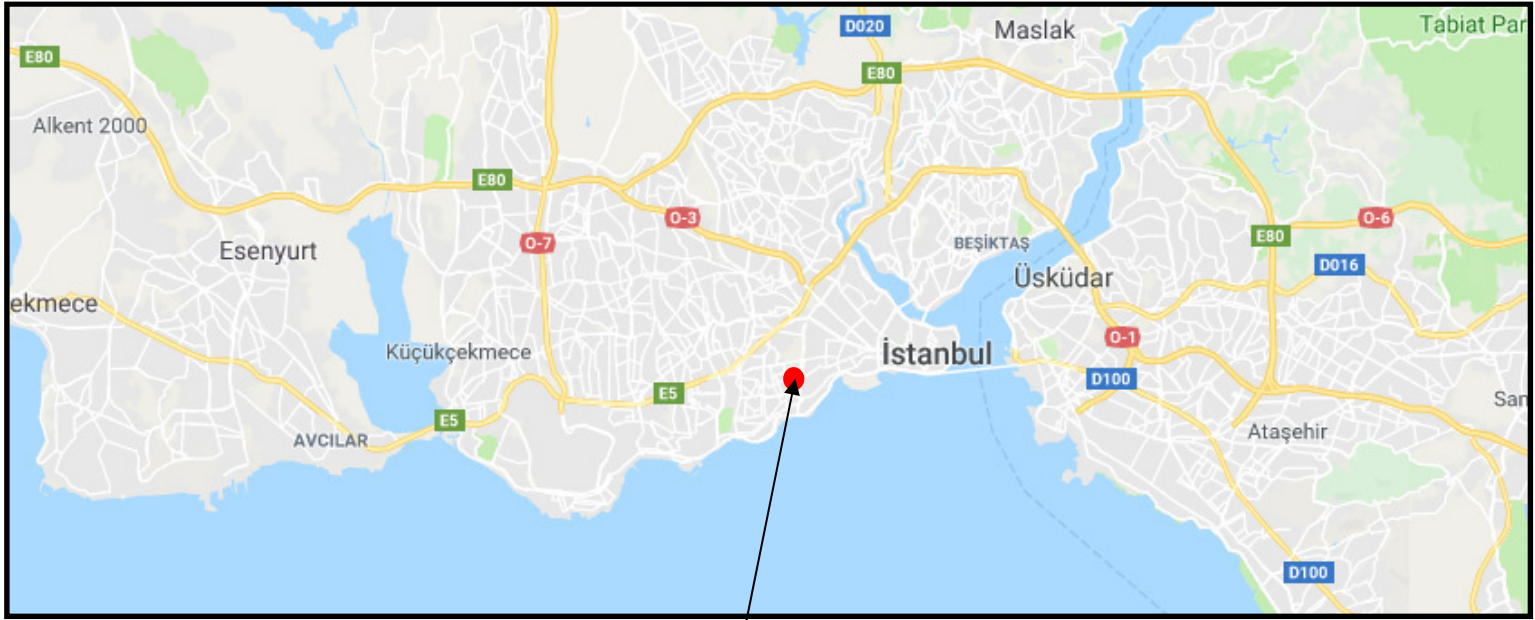 D020
Maslak
Tabiat Par
E80
E80
Alkent 2000
E80
O-3
O-6
Esenyurt
O-7
BEŞİKTAŞ
E80
D016
Üsküdar
ekmece
O-1
Küçükçekmece
İstanbul
D100
E5
San
E5
AVCILAR
Ataşehir
D100